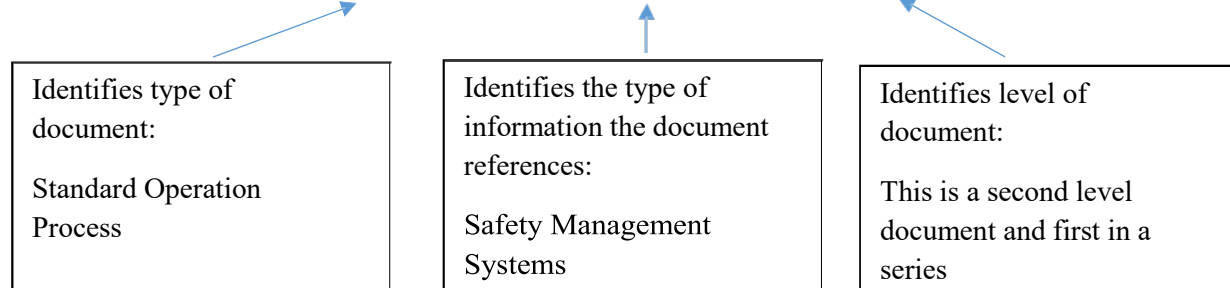 Identifies type of
document:
Standard Operation
Process
Identifies the type of
information the document
references:
Safety Management
Systems
Identifies level of
document:
This is a second level
document and first in a
series